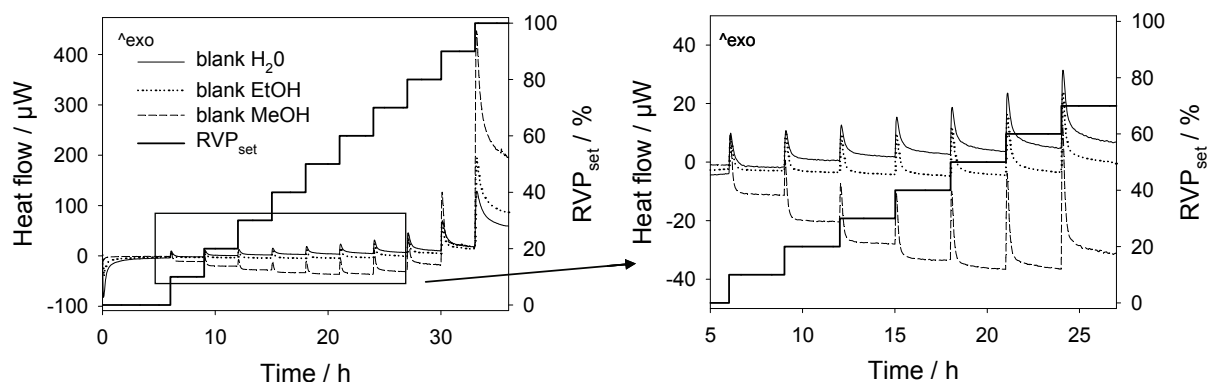 ^exo
blank H20
blank EtOH
blank MeOH
RVPset
Heat flow / µW
400
300
200
100
0
-100
0
10
20
30
Time / h
100
80
60
40
20
0
RVPset / %
^exo
Heat flow / µW
40
20
0
-20
-40
5
10
15
20
25
Time / h
100
80
60
40
20
0
RVPset / %